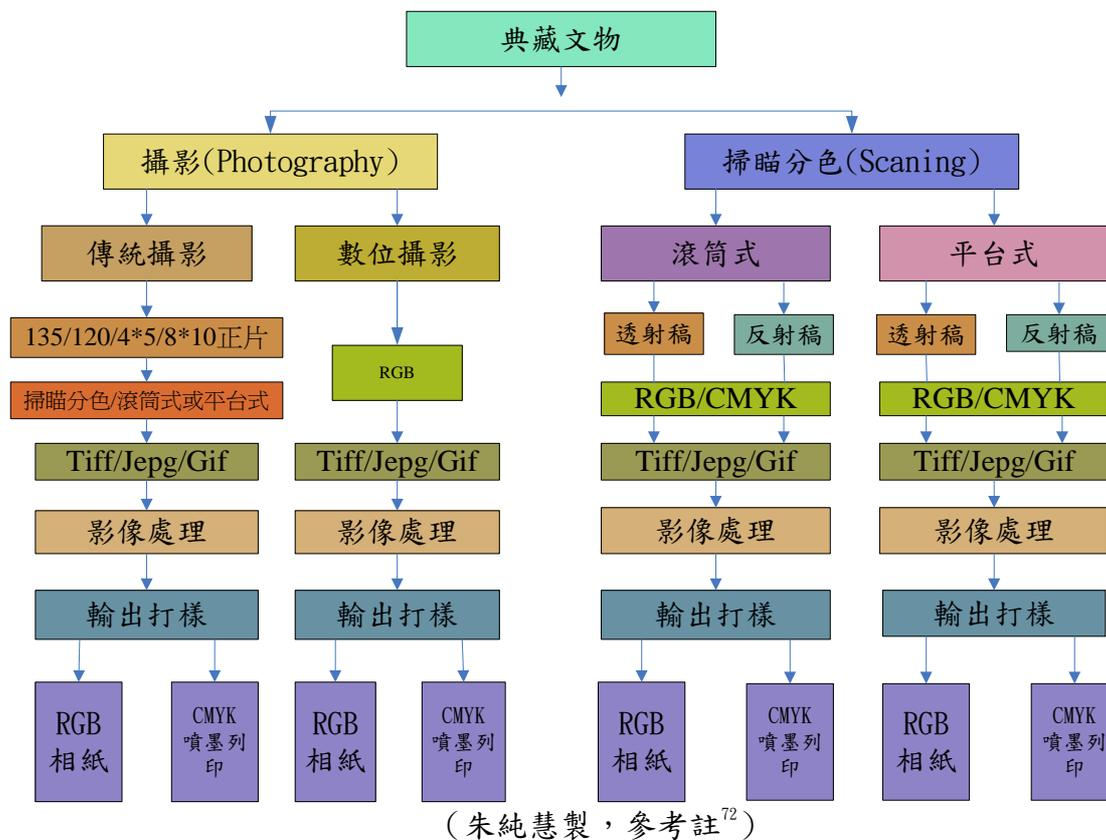 典藏文物
攝影(Photography)
掃瞄分色(Scaning)
傳統攝影
數位攝影
滾筒式
平台式
135/120/4*5/8*10正片
RGB
透射稿
反射稿
透射稿
反射稿
掃瞄分色/滾筒式或平台式
RGB/CMYK
RGB/CMYK
Tiff/Jepg/Gif
Tiff/Jepg/Gif
Tiff/Jepg/Gif
Tiff/Jepg/Gif
影像處理
影像處理
影像處理
影像處理
輸出打樣
輸出打樣
輸出打樣
輸出打樣
RGB
相紙
CMYK
噴墨列
印
RGB
相紙
CMYK
噴墨列
印
RGB
相紙
CMYK
噴墨列
印
RGB
相紙
CMYK
噴墨列
印
（朱純慧製，參考註72）